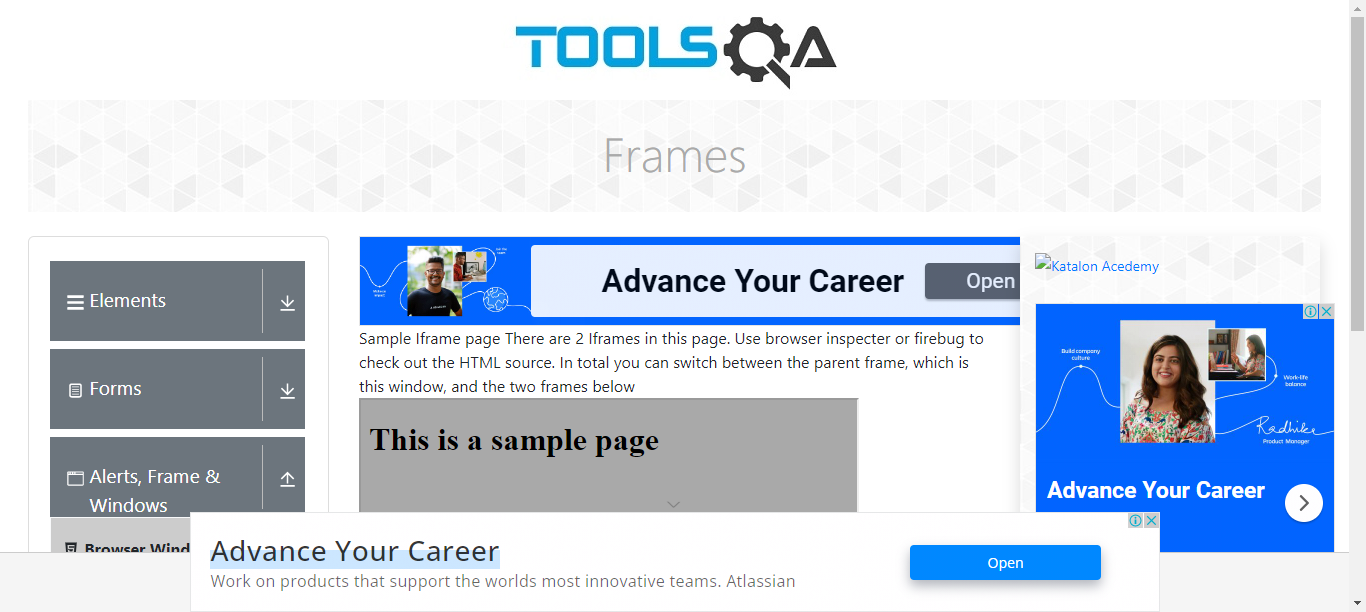 TOOLSQA
Frames
Elements
Forms
Alerts, Frame &
Windows
Browser Wind
Advance Your Career
Open
Sample Iframe page There are 2 Iframes in this page. Use browser inspecter or firebug to
check out the HTML source. In total you can switch between the parent frame, which is
this window, and the two frames below
This is a sample page
Katalon Acedemy
Build company
culture
Work-life
balance
Radhika
Product Manager
Advance Your Career
Advance Your Career
Work on products that support the worlds most innovative teams. Atlassian
Open